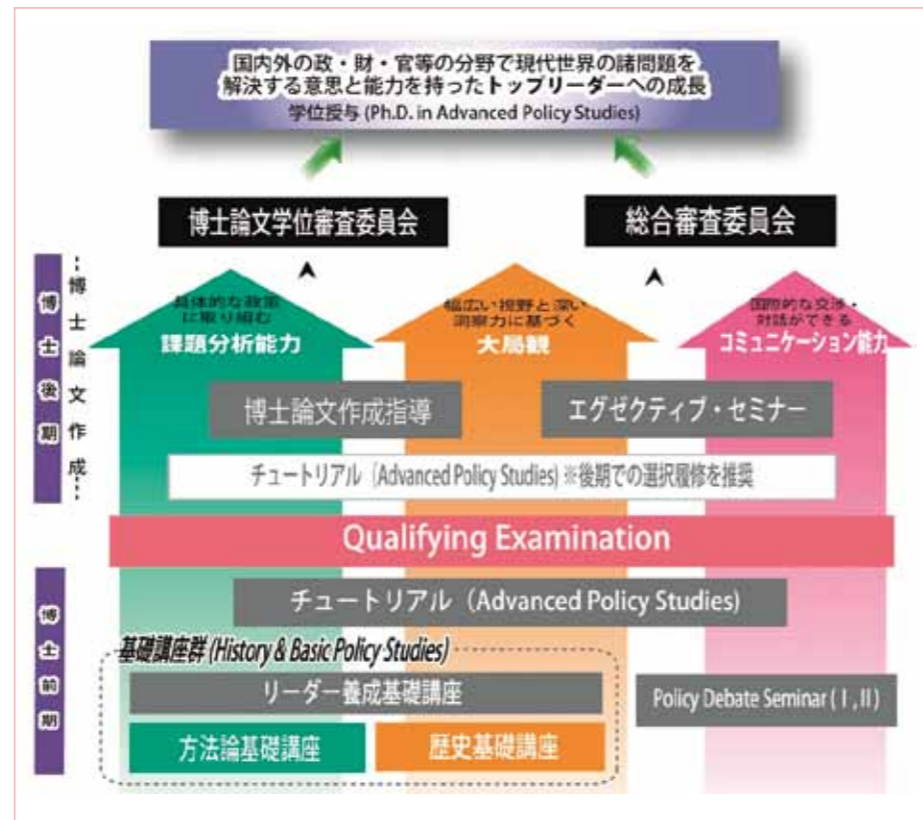 国内外の政・財・官等の分野で現代世界の諸問題を
解決する意思と能力を持ったトップリーダーへの成長
学位授与 (Ph.D. in Advanced Policy Studies)
博士論文学位審査委員会
総合審査委員会
博士後期
博士論文作成
具体的な政策
に取り組む
課題分析能力
幅広い視野と深い
洞察力に基づく
大局観
国際的な交渉・
対話ができる
コミュニケーション能力
博士論文作成指導
エグゼクティブ・セミナー
チュートリアル (Advanced Policy Studies) ※後期での選択履修を推奨
Qualifying Examination
博士前期
チュートリアル (Advanced Policy Studies)
基礎講座群 (History & Basic Policy Studies)
リーダー養成基礎講座
方法論基礎講座
歴史基礎講座
Policy Debate Seminar ( I , II )